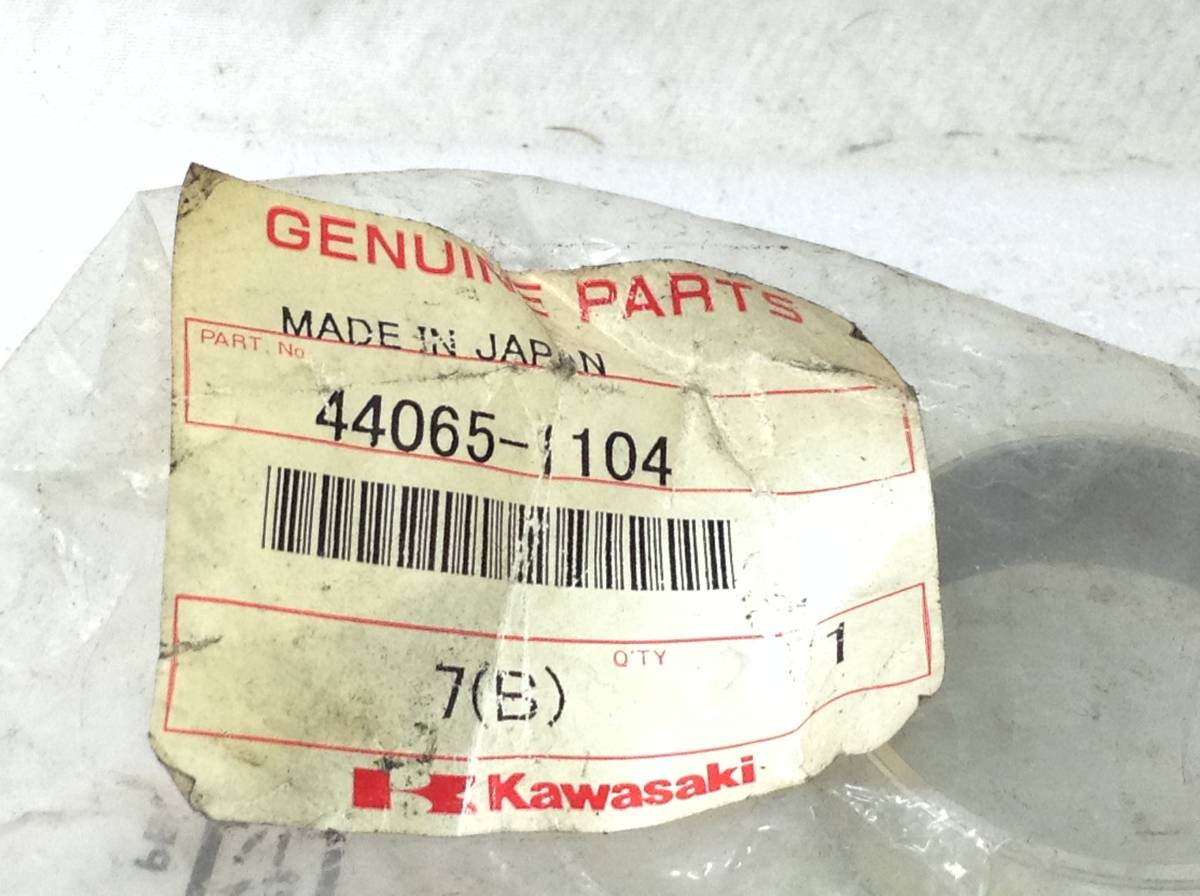 GENUINE PARTS
MADE IN JAPAN
PART. No
44065-1104
Q'TY
1
7(B)
Kawasaki